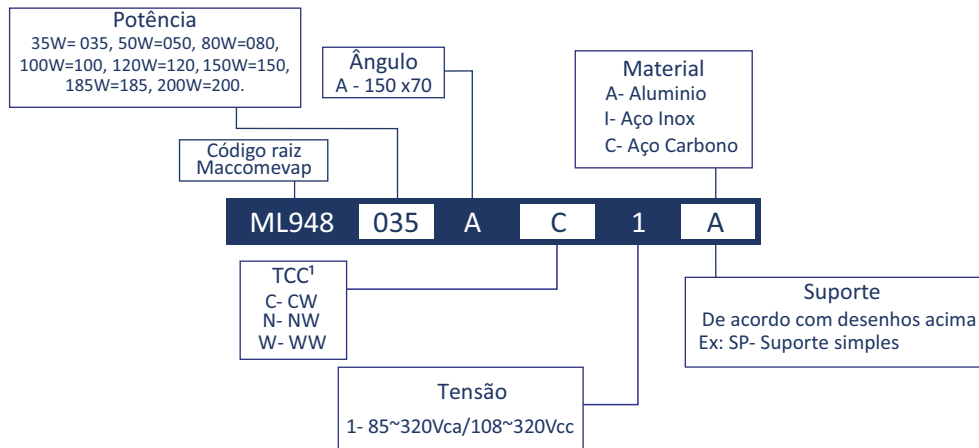 Potência
35W= 035, 50W=050, 80W=080,
100W=100, 120W=120, 150W=150,
185W=185, 200W=200.
Ângulo
A - 150 x70
Material
A- Aluminio
I- Aço Inox
C- Aço Carbono
Código raiz
Maccomevap
ML948 035 A C 1 A
TCC¹
C- CW
N- NW
W- WW
Suporte
De acordo com desenhos acima
Ex: SP- Suporte simples
Tensão
1- 85~320Vca/108~320Vcc